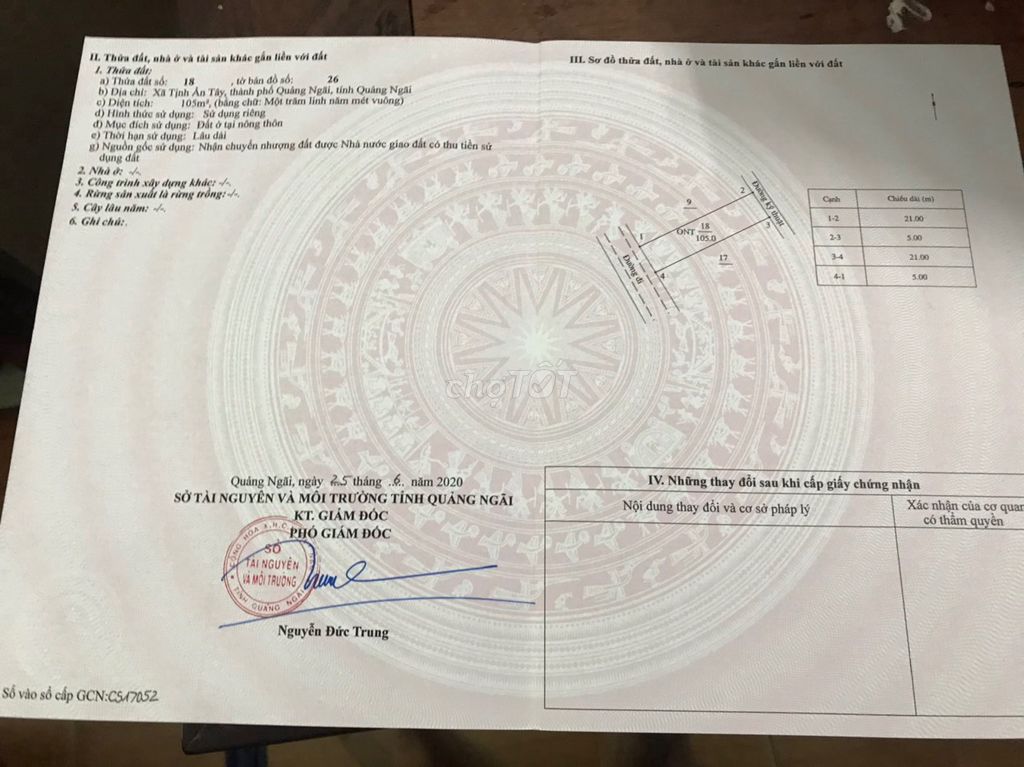 II. Thửa đất, nhà ở và tài sản khác gắn liền với đất
1. Thửa đất:
a) Thửa đất số: 18 , tờ bản đồ số: 26
b) Địa chỉ: Xã Tịnh Ấn Tây, thành phố Quảng Ngãi, tỉnh Quảng Ngãi
c) Diện tích: 105m², (bằng chữ: Một trăm linh năm mét vuông)
d) Hình thức sử dụng: Sử dụng riêng
đ) Mục đích sử dụng: Đất ở tại nông thôn
e) Thời hạn sử dụng: Lâu dài
g) Nguồn gốc sử dụng: Nhận chuyển nhượng đất được Nhà nước giao đất có thu tiền sử
dụng đất
2. Nhà ở: -/-.
3. Công trình xây dựng khác: -/-.
4. Rừng sản xuất là rừng trồng: -/-.
5. Cây lâu năm: -/-.
6. Ghi chú:.
Quảng Ngãi, ngày 25 tháng .6. năm 2020
SỞ TÀI NGUYÊN VÀ MÔI TRƯỜNG TỈNH QUẢNG NGÃI
KT. GIÁM ĐỐC
PHÓ GIÁM ĐỐC
CỘNG HÒA X.H.C.N
SỞ
TÀI NGUYÊN
VÀ MÔI TRƯỜNG
TỈNH QUẢNG NGÃI
Nguyễn Đức Trung
Số vào sổ cấp GCN:CS17052
III. Sơ đồ thửa đất, nhà ở và tài sản khác gắn liền với đất
9
2
Đường kỹ thuật
3
1
ONT 18
105.0
17
4
Đường đi
Cạnh Chiều dài (m)
1-2 21.00
2-3 5.00
3-4 21.00
4-1 5.00
chợTỐT
IV. Những thay đổi sau khi cấp giấy chứng nhận
Nội dung thay đổi và cơ sở pháp lý
Xác nhận của cơ quan
có thẩm quyền